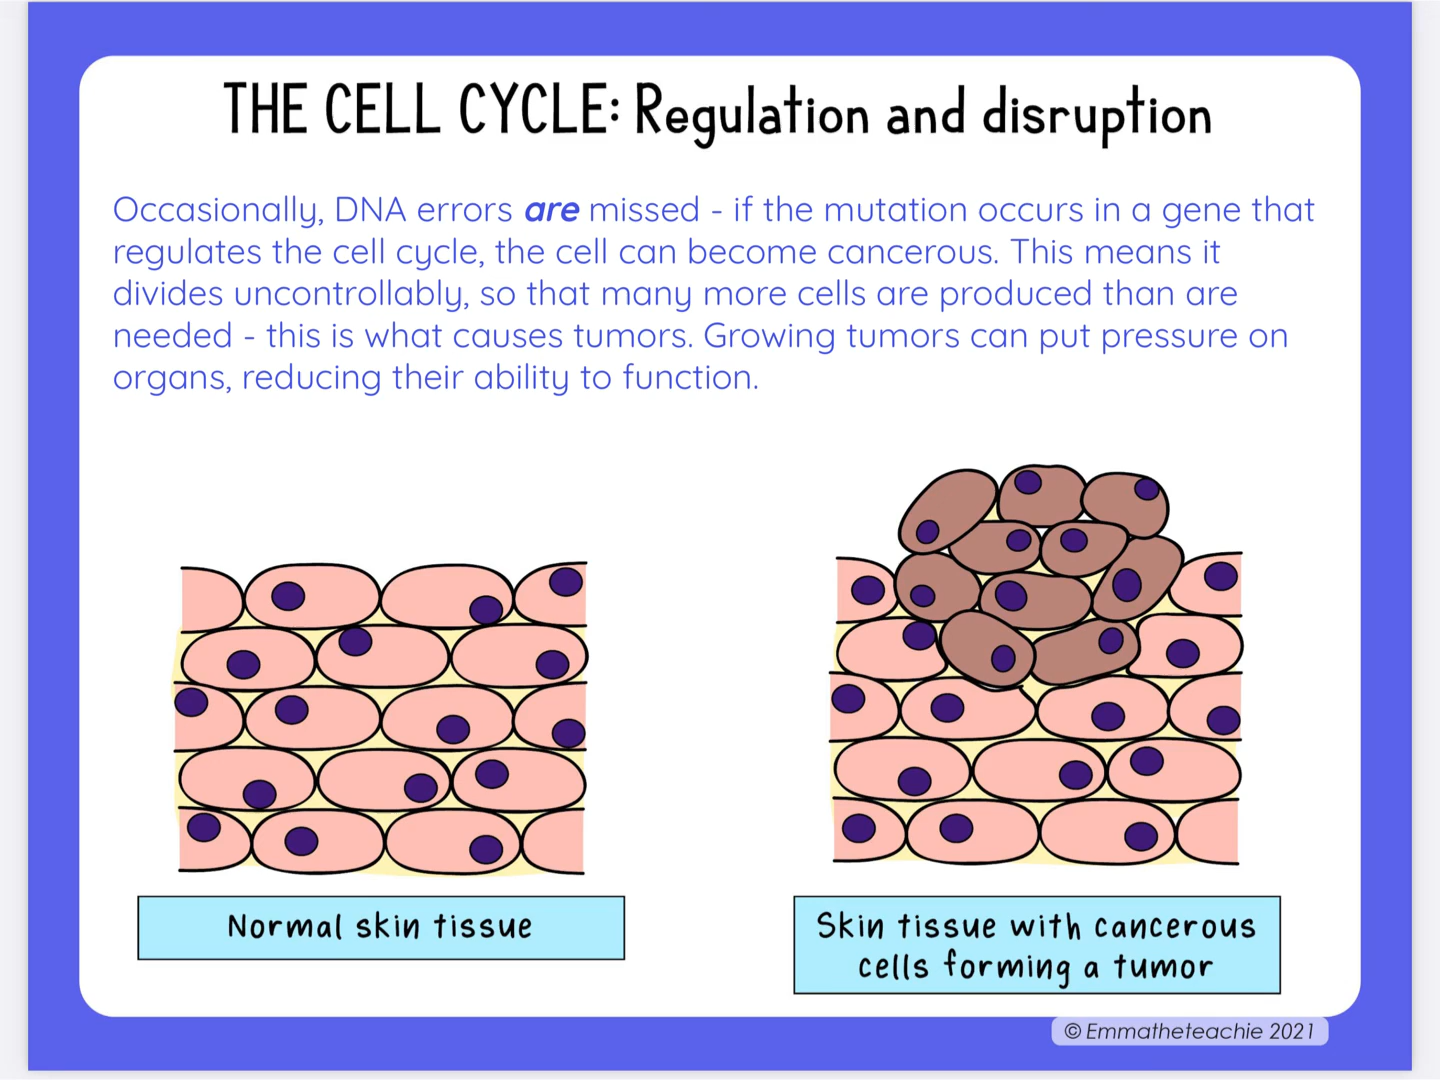 THE CELL CYCLE: Regulation and disruption
Occasionally, DNA errors are missed - if the mutation occurs in a gene that
regulates the cell cycle, the cell can become cancerous. This means it
divides uncontrollably, so that many more cells are produced than are
needed - this is what causes tumors. Growing tumors can put pressure on
organs, reducing their ability to function.
Normal skin tissue
Skin tissue with cancerous
cells forming a tumor
© Emmatheteachie 2021